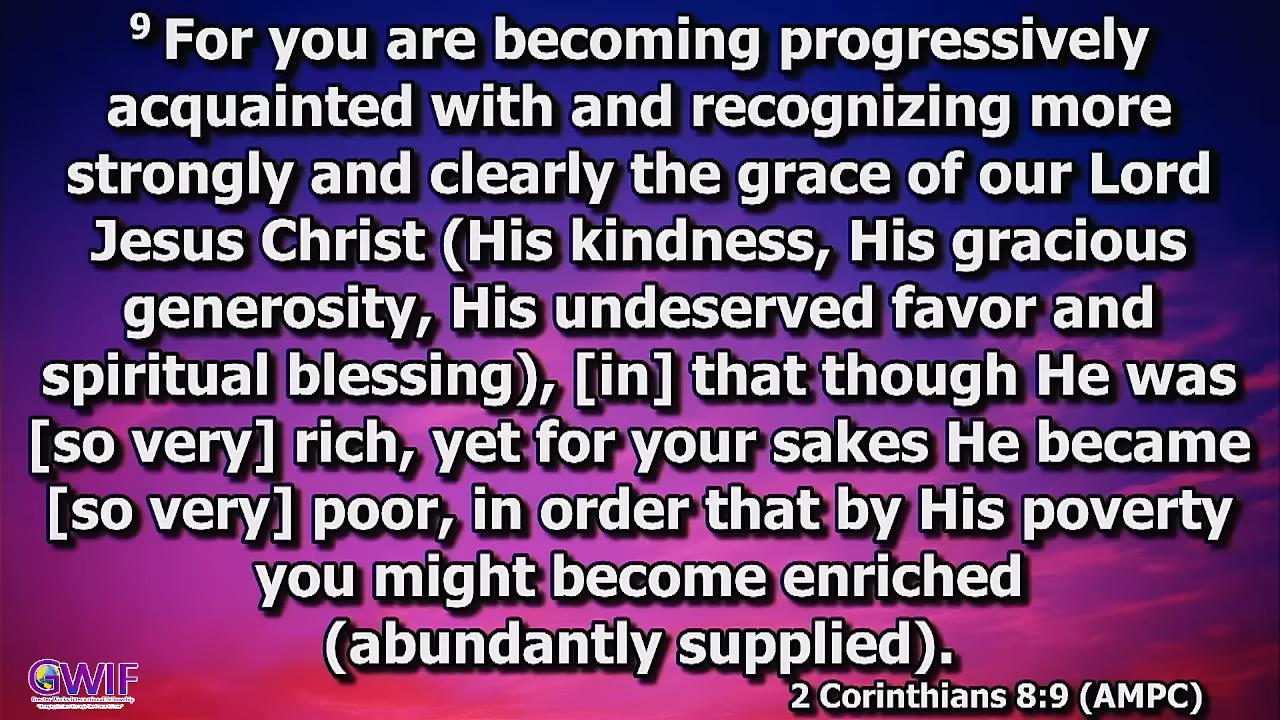 9 For you are becoming progressively
acquainted with and recognizing more
strongly and clearly the grace of our Lord
Jesus Christ (His kindness, His gracious
generosity, His undeserved favor and
spiritual blessing), [in] that though He was
[so very] rich, yet for your sakes He became
[so very] poor, in order that by His poverty
you might become enriched
(abundantly supplied).
2 Corinthians 8:9 (AMPC)
GWIF